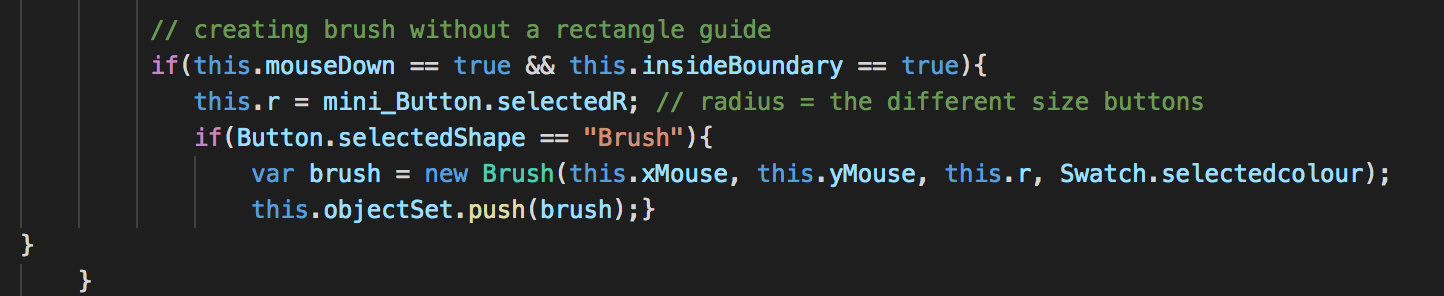 // creating brush without a rectangle guide
if(this.mouseDown == true && this.insideBoundary == true){
this.r = mini_Button.selectedR; // radius = the different size buttons
if(Button.selectedShape == "Brush"){
var brush = new Brush(this.xMouse, this.yMouse, this.r, Swatch.selectedcolour);
this.objectSet.push(brush);}
}
}